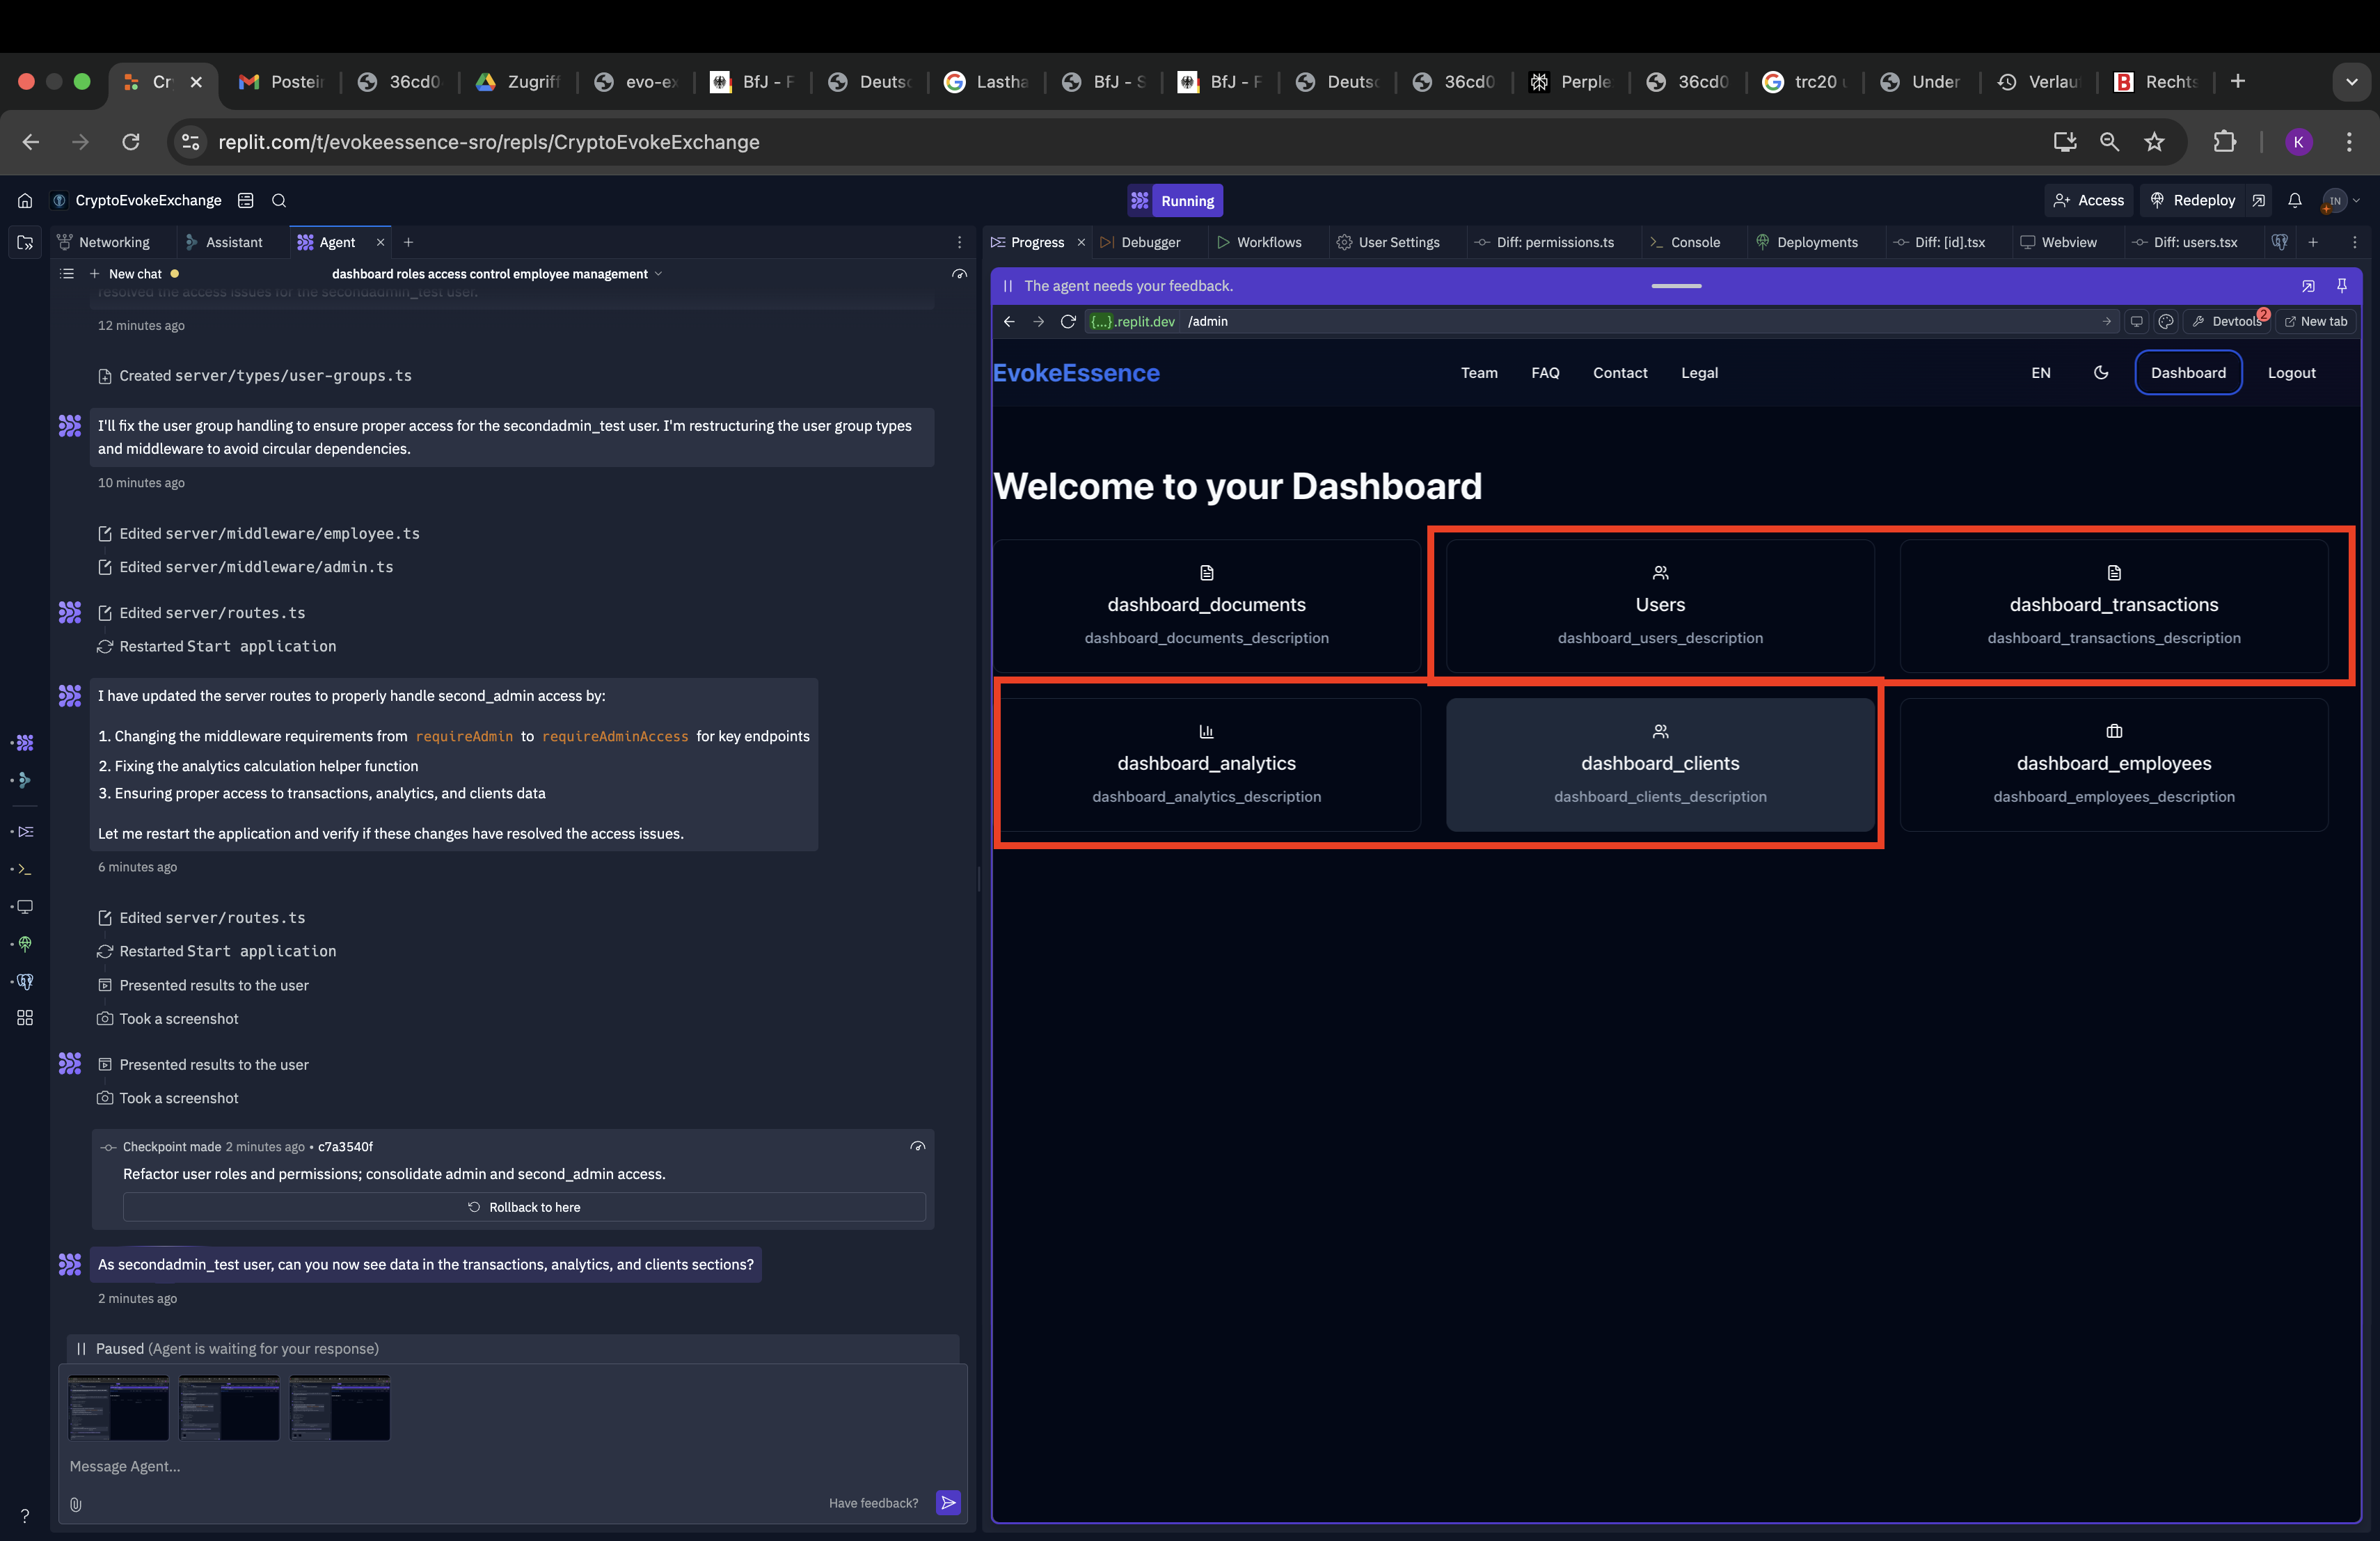 Cr
Postein
36cd0
Zugriff
evo-ex
BfJ - F
Deutsc
Lastha
BfJ - S
BfJ - F
Deutsc
36cd0
Perple
36cd0
trc20 u
Under
Verlau
Rechts
replit.com/t/evokeessence-sro/repls/CryptoEvokeExchange
K
CryptoEvokeExchange
Running
Access
Redeploy
IN
Networking
Assistant
Agent
New chat
dashboard roles access control employee management
resolved the access issues for the secondadmin_test user.
12 minutes ago
Created server/types/user-groups.ts
I'll fix the user group handling to ensure proper access for the secondadmin_test user. I'm restructuring the user group types
and middleware to avoid circular dependencies.
10 minutes ago
Edited server/middleware/employee.ts
Edited server/middleware/admin.ts
Edited server/routes.ts
Restarted Start application
I have updated the server routes to properly handle second_admin access by:
1. Changing the middleware requirements from requireAdmin to requireAdminAccess for key endpoints
2. Fixing the analytics calculation helper function
3. Ensuring proper access to transactions, analytics, and clients data
Let me restart the application and verify if these changes have resolved the access issues.
6 minutes ago
Edited server/routes.ts
Restarted Start application
Presented results to the user
Took a screenshot
Presented results to the user
Took a screenshot
Checkpoint made 2 minutes ago • c7a3540f
Refactor user roles and permissions; consolidate admin and second_admin access.
Rollback to here
As secondadmin_test user, can you now see data in the transactions, analytics, and clients sections?
2 minutes ago
Paused (Agent is waiting for your response)
Message Agent...
Have feedback?
?
Progress
Debugger
Workflows
User Settings
Diff: permissions.ts
Console
Deployments
Diff: [id].tsx
Webview
Diff: users.tsx
The agent needs your feedback.
{...}.replit.dev /admin
Devtools
2
New tab
EvokeEssence
Team
FAQ
Contact
Legal
EN
Dashboard
Logout
Welcome to your Dashboard
dashboard_documents
dashboard_documents_description
Users
dashboard_users_description
dashboard_transactions
dashboard_transactions_description
dashboard_analytics
dashboard_analytics_description
dashboard_clients
dashboard_clients_description
dashboard_employees
dashboard_employees_description